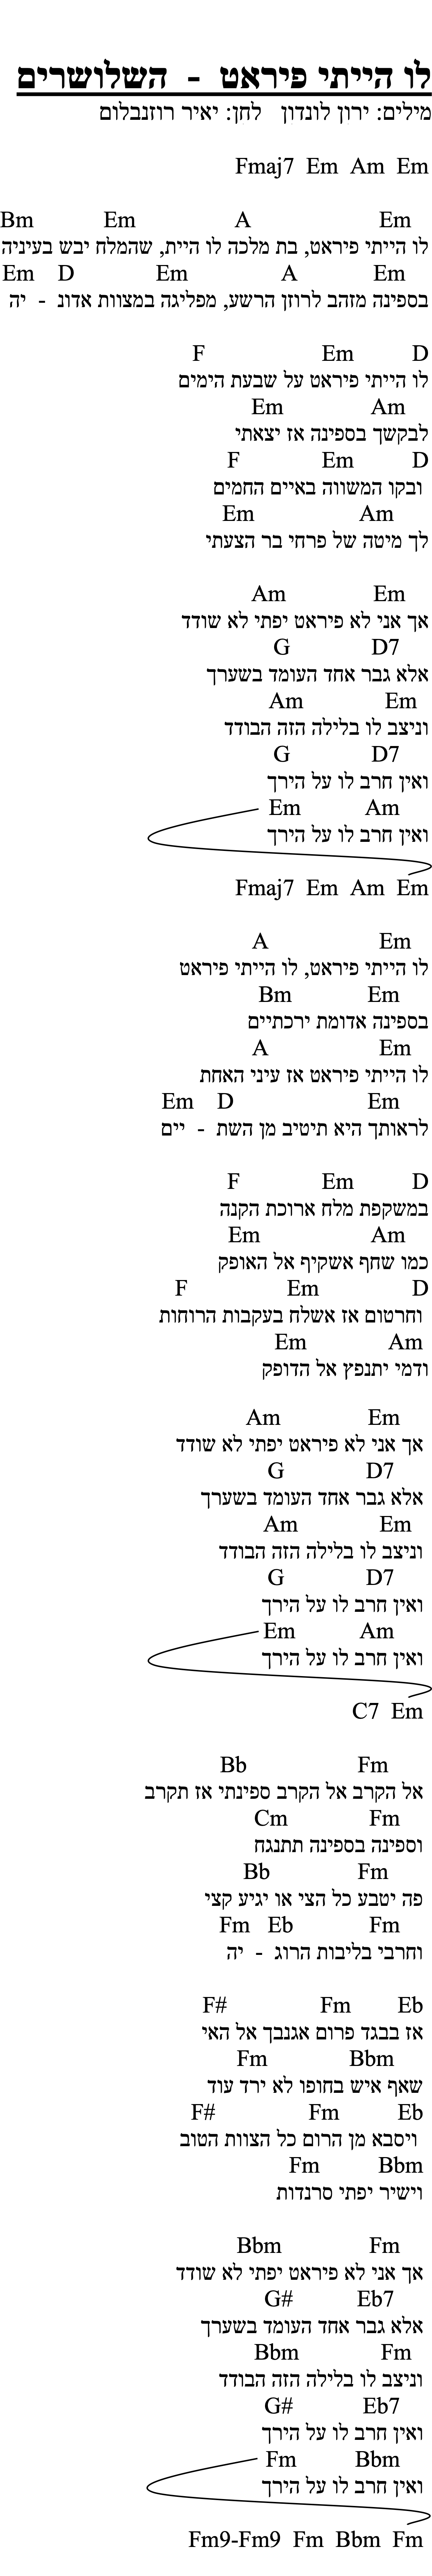 לו הייתי פיראט - השלושרים
מילים: ירון לונדון לחן: יאיר רוזנבלום
Fmaj7 Em Am Em
Bm Em A Em
לו הייתי פיראט, בת מלכה לו היית, שהמלח יבש בעיניה
Em D Em A Em
בספינה מזהב לרוזן הרשע, מפליגה במצוות אדונ - יה
F Em D
לו הייתי פיראט על שבעת הימים
Em Am
לבקשך בספינה אז יצאתי
F Em D
ובקו המשווה באיים החמים
Em Am
לך מיטה של פרחי בר הצעתי
Am Em
אך אני לא פיראט יפתי לא שודד
G D7
אלא גבר אחד העומד בשערך
Am Em
וניצב לו בלילה הזה הבודד
G D7
ואין חרב לו על הירך
Em Am
ואין חרב לו על הירך
Fmaj7 Em Am Em
A Em
לו הייתי פיראט, לו הייתי פיראט
Bm Em
בספינה אדומת ירכתיים
A Em
לו הייתי פיראט אז עיני האחת
Em D Em
לראותך היא תיטיב מן השת - יים
F Em D
במשקפת מלח ארוכת הקנה
Em Am
כמו שחף אשקיף אל האופק
F Em D
וחרטום אז אשלח בעקבות הרוחות
Em Am
ודמי יתנפץ אל הדופק
Am Em
אך אני לא פיראט יפתי לא שודד
G D7
אלא גבר אחד העומד בשערך
Am Em
וניצב לו בלילה הזה הבודד
G D7
ואין חרב לו על הירך
Em Am
ואין חרב לו על הירך
C7 Em
Bb Fm
אל הקרב אל הקרב ספינתי אז תקרב
Cm Fm
וספינה בספינה תתנגח
Bb Fm
פה יטבע כל הצי או יגיע קצי
Fm Eb Fm
וחרבי בליבות הרוג - יה
F# Fm Eb
אז בבגד פרום אגנבך אל האי
Fm Bbm
שאף איש בחופו לא ירד עוד
F# Fm Eb
ויסבא מן הרום כל הצוות הטוב
Fm Bbm
וישיר יפתי סרנדות
Bbm Fm
אך אני לא פיראט יפתי לא שודד
G# Eb7
אלא גבר אחד העומד בשערך
Bbm Fm
וניצב לו בלילה הזה הבודד
G# Eb7
ואין חרב לו על הירך
Fm Bbm
ואין חרב לו על הירך
Fm9-Fm9 Fm Bbm Fm